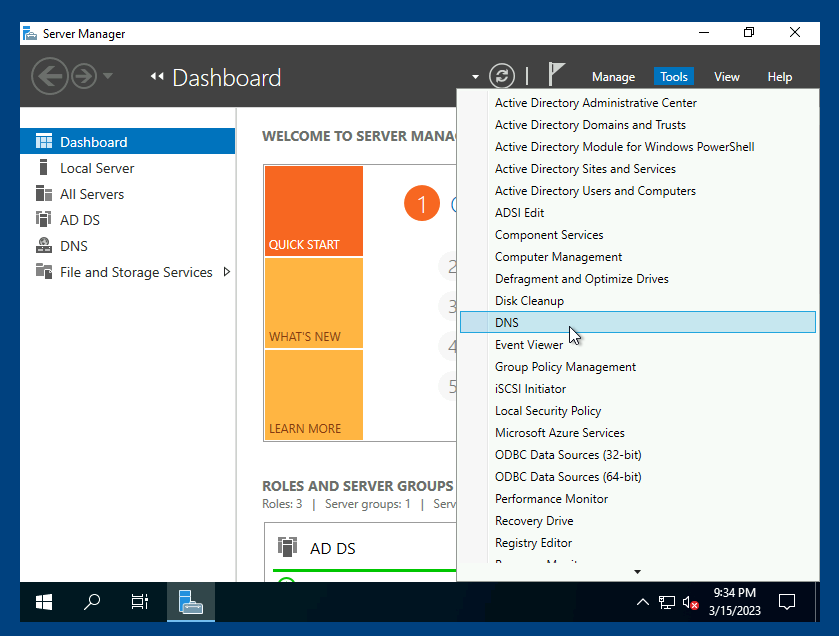 Server Manager
Dashboard
Manage
Tools
View
Help
Dashboard
Local Server
All Servers
AD DS
DNS
File and Storage Services
WELCOME TO SERVER MANA
QUICK START
WHAT'S NEW
LEARN MORE
1
2
3
4
5
ROLES AND SERVER GROUPS
Roles: 3 | Server groups: 1 | Serv
AD DS
Active Directory Administrative Center
Active Directory Domains and Trusts
Active Directory Module for Windows PowerShell
Active Directory Sites and Services
Active Directory Users and Computers
ADSI Edit
Component Services
Computer Management
Defragment and Optimize Drives
Disk Cleanup
DNS
Event Viewer
Group Policy Management
iSCSI Initiator
Local Security Policy
Microsoft Azure Services
ODBC Data Sources (32-bit)
ODBC Data Sources (64-bit)
Performance Monitor
Recovery Drive
Registry Editor
9:34 PM
3/15/2023